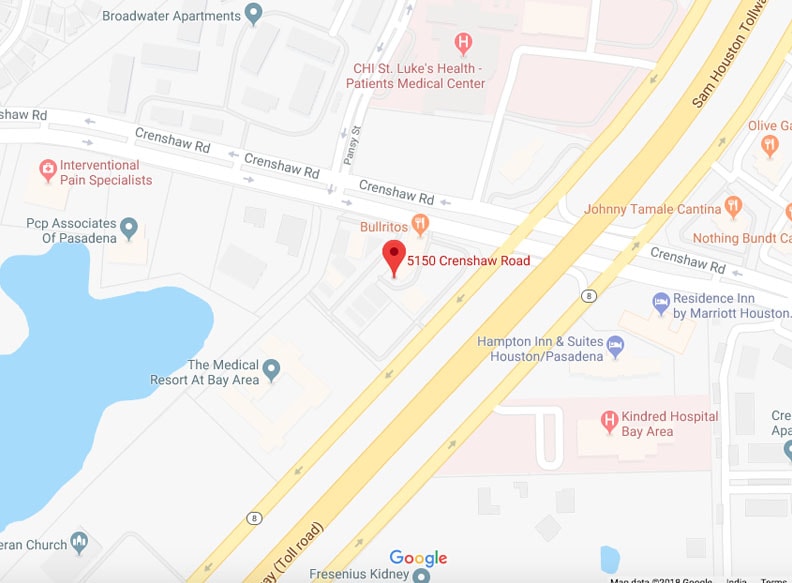 Broadwater Apartments
CHI St. Luke's Health -
Patients Medical Center
Sam Houston Tollwa
shaw Rd
Crenshaw Rd
Crenshaw Rd
Crenshaw Rd
Pansy St
Olive Ga
Interventional
Pain Specialists
Johnny Tamale Cantina
Pcp Associates
Of Pasadena
Bullritos
Nothing Bundt Ca
5150 Crenshaw Road
Crenshaw Rd
8
Residence Inn
by Marriott Houston.
Hampton Inn & Suites
Houston/Pasadena
The Medical
Resort At Bay Area
Kindred Hospital
Bay Area
Cre
Apa
8
ay (Toll road)
eran Church
Google
Fresenius Kidney
Map data ©2018 Google
India
Terms